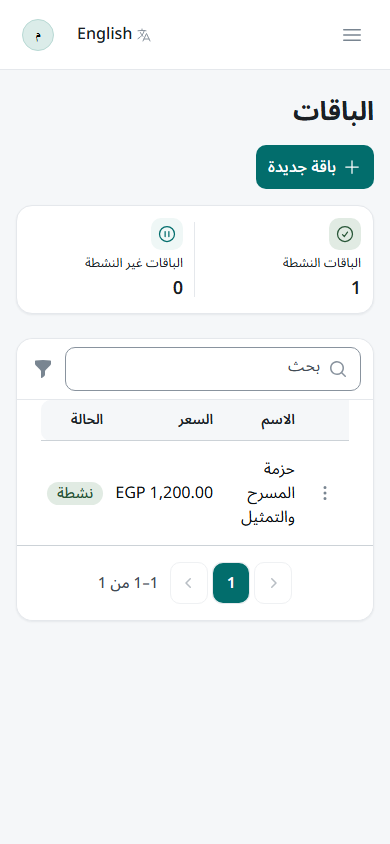 م
English
الباقات
باقة جديدة
الباقات النشطة
1
الباقات غير النشطة
0
بحث
الاسم السعر الحالة
حزمة
المسرح
والتمثيل
EGP 1,200.00
نشطة
1
1–1 من 1